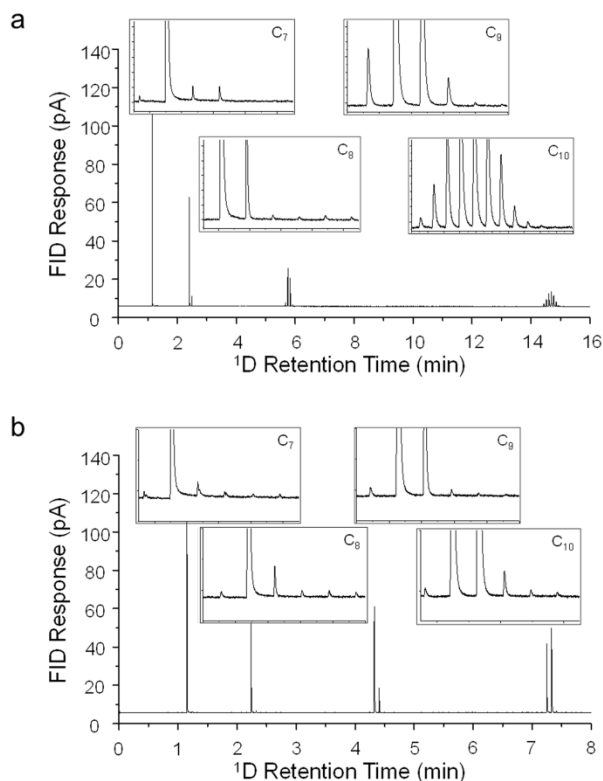 a
C₇
C₉
C₈
C₁₀
140
120
100
80
60
40
20
0
FID Response (pA)
0 2 4 6 8 10 12 14 16
¹D Retention Time (min)
b
C₇
C₉
C₈
C₁₀
140
120
100
80
60
40
20
0
FID Response (pA)
0 1 2 3 4 5 6 7 8
¹D Retention Time (min)